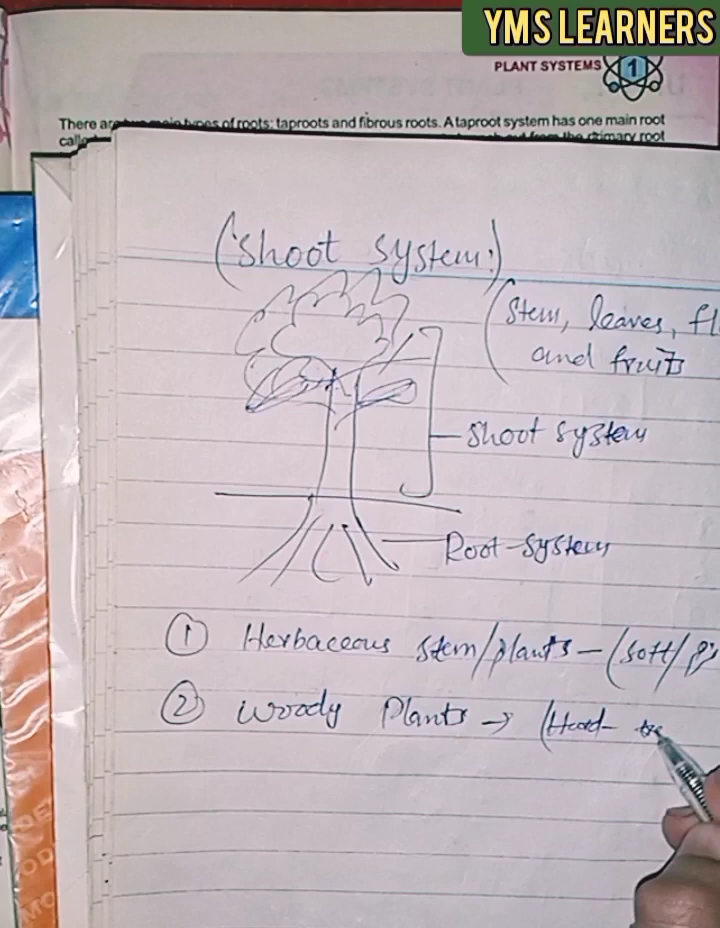 YMS LEARNERS
PLANT SYSTEMS 1
There are main types of roots: taproots and fibrous roots. A taproot system has one main root
primary root
(Shoot system:)
(Stem, leaves, fl
and fruits
Shoot system
Root system
① Herbaceous stem/plants – (soft/
② Woody Plants → (Hard